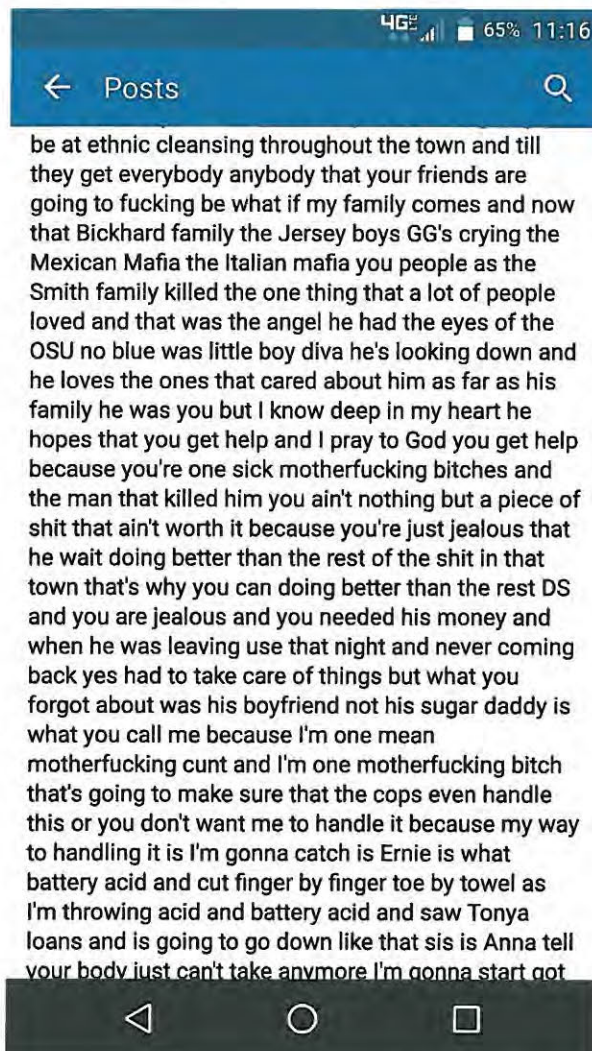 4G 65% 11:16
Posts
be at ethnic cleansing throughout the town and till
they get everybody anybody that your friends are
going to fucking be what if my family comes and now
that Bickhard family the Jersey boys GG's crying the
Mexican Mafia the Italian mafia you people as the
Smith family killed the one thing that a lot of people
loved and that was the angel he had the eyes of the
OSU no blue was little boy diva he's looking down and
he loves the ones that cared about him as far as his
family he was you but I know deep in my heart he
hopes that you get help and I pray to God you get help
because you're one sick motherfucking bitches and
the man that killed him you ain't nothing but a piece of
shit that ain't worth it because you're just jealous that
he wait doing better than the rest of the shit in that
town that's why you can doing better than the rest DS
and you are jealous and you needed his money and
when he was leaving use that night and never coming
back yes had to take care of things but what you
forgot about was his boyfriend not his sugar daddy is
what you call me because I'm one mean
motherfucking cunt and I'm one motherfucking bitch
that's going to make sure that the cops even handle
this or you don't want me to handle it because my way
to handling it is I'm gonna catch is Ernie is what
battery acid and cut finger by finger toe by towel as
I'm throwing acid and battery acid and saw Tonya
loans and is going to go down like that sis is Anna tell
your body just can't take anymore I'm gonna start got